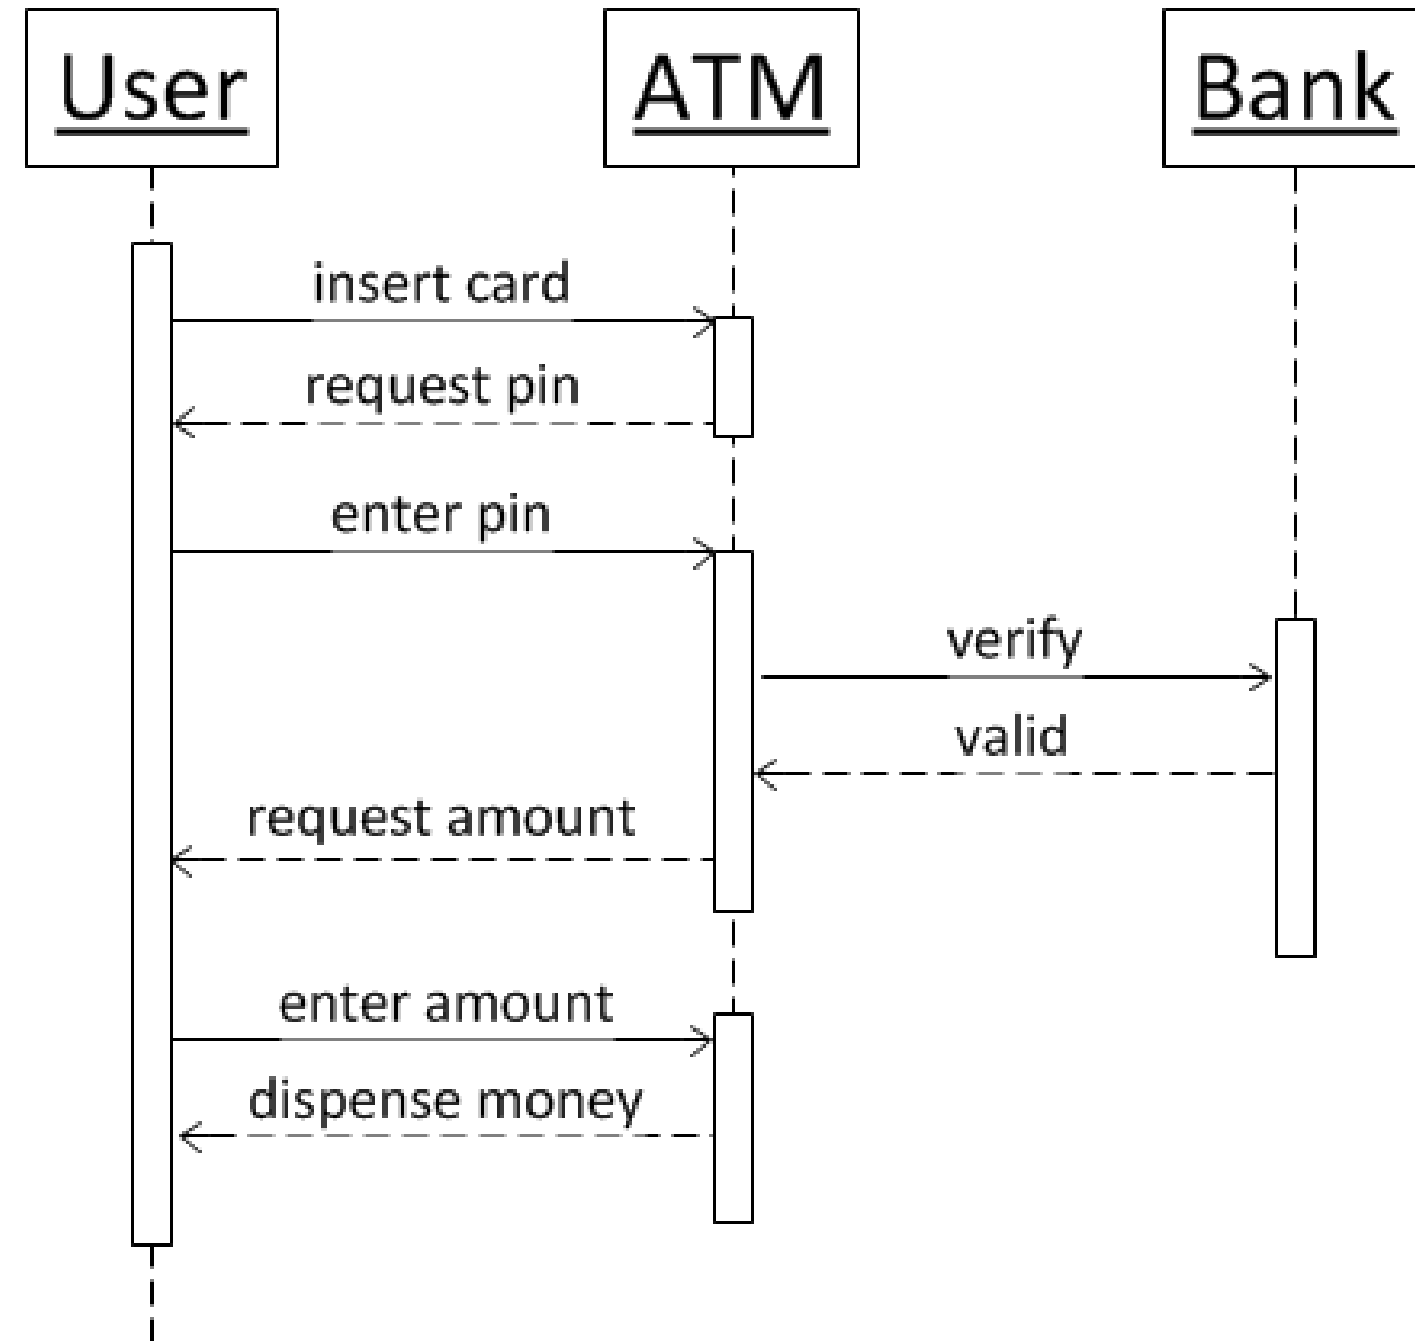 User
ATM
Bank
insert card
request pin
enter pin
verify
valid
request amount
enter amount
dispense money